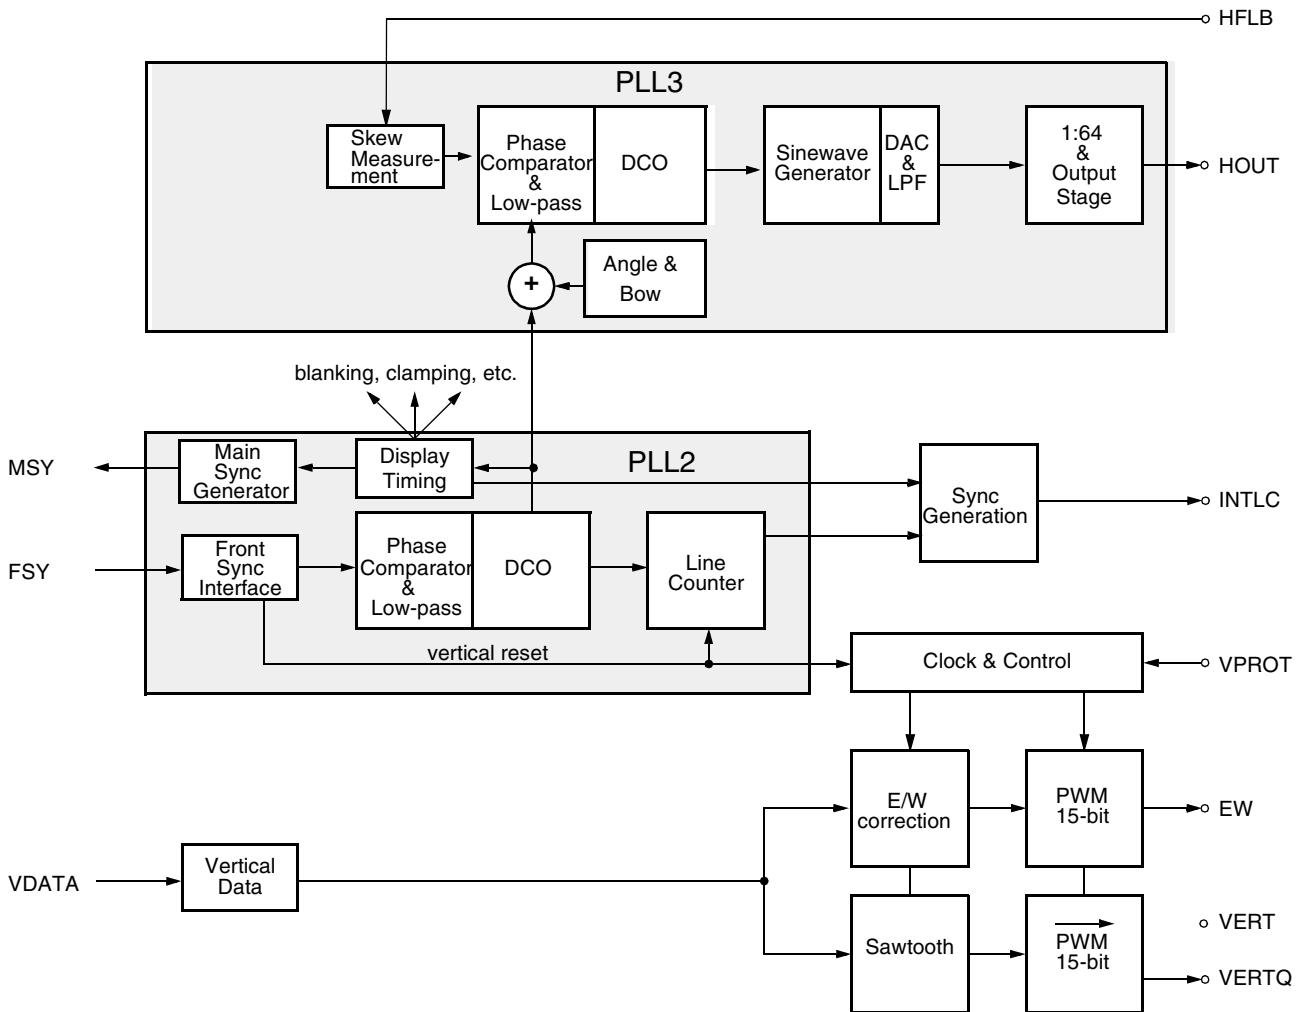 HFLB
PLL3
Skew
Measure-
ment
Phase
Comparator
&
Low-pass
DCO
Sinewave
Generator
DAC
&
LPF
1:64
&
Output
Stage
HOUT
+
Angle &
Bow
blanking, clamping, etc.
MSY
Main
Sync
Generator
Display
Timing
PLL2
Sync
Generation
INTLC
FSY
Front
Sync
Interface
Phase
Comparator
&
Low-pass
DCO
Line
Counter
vertical reset
Clock & Control
VPROT
E/W
correction
PWM
15-bit
EW
VDATA
Vertical
Data
Sawtooth
PWM
15-bit
VERT
VERTQ